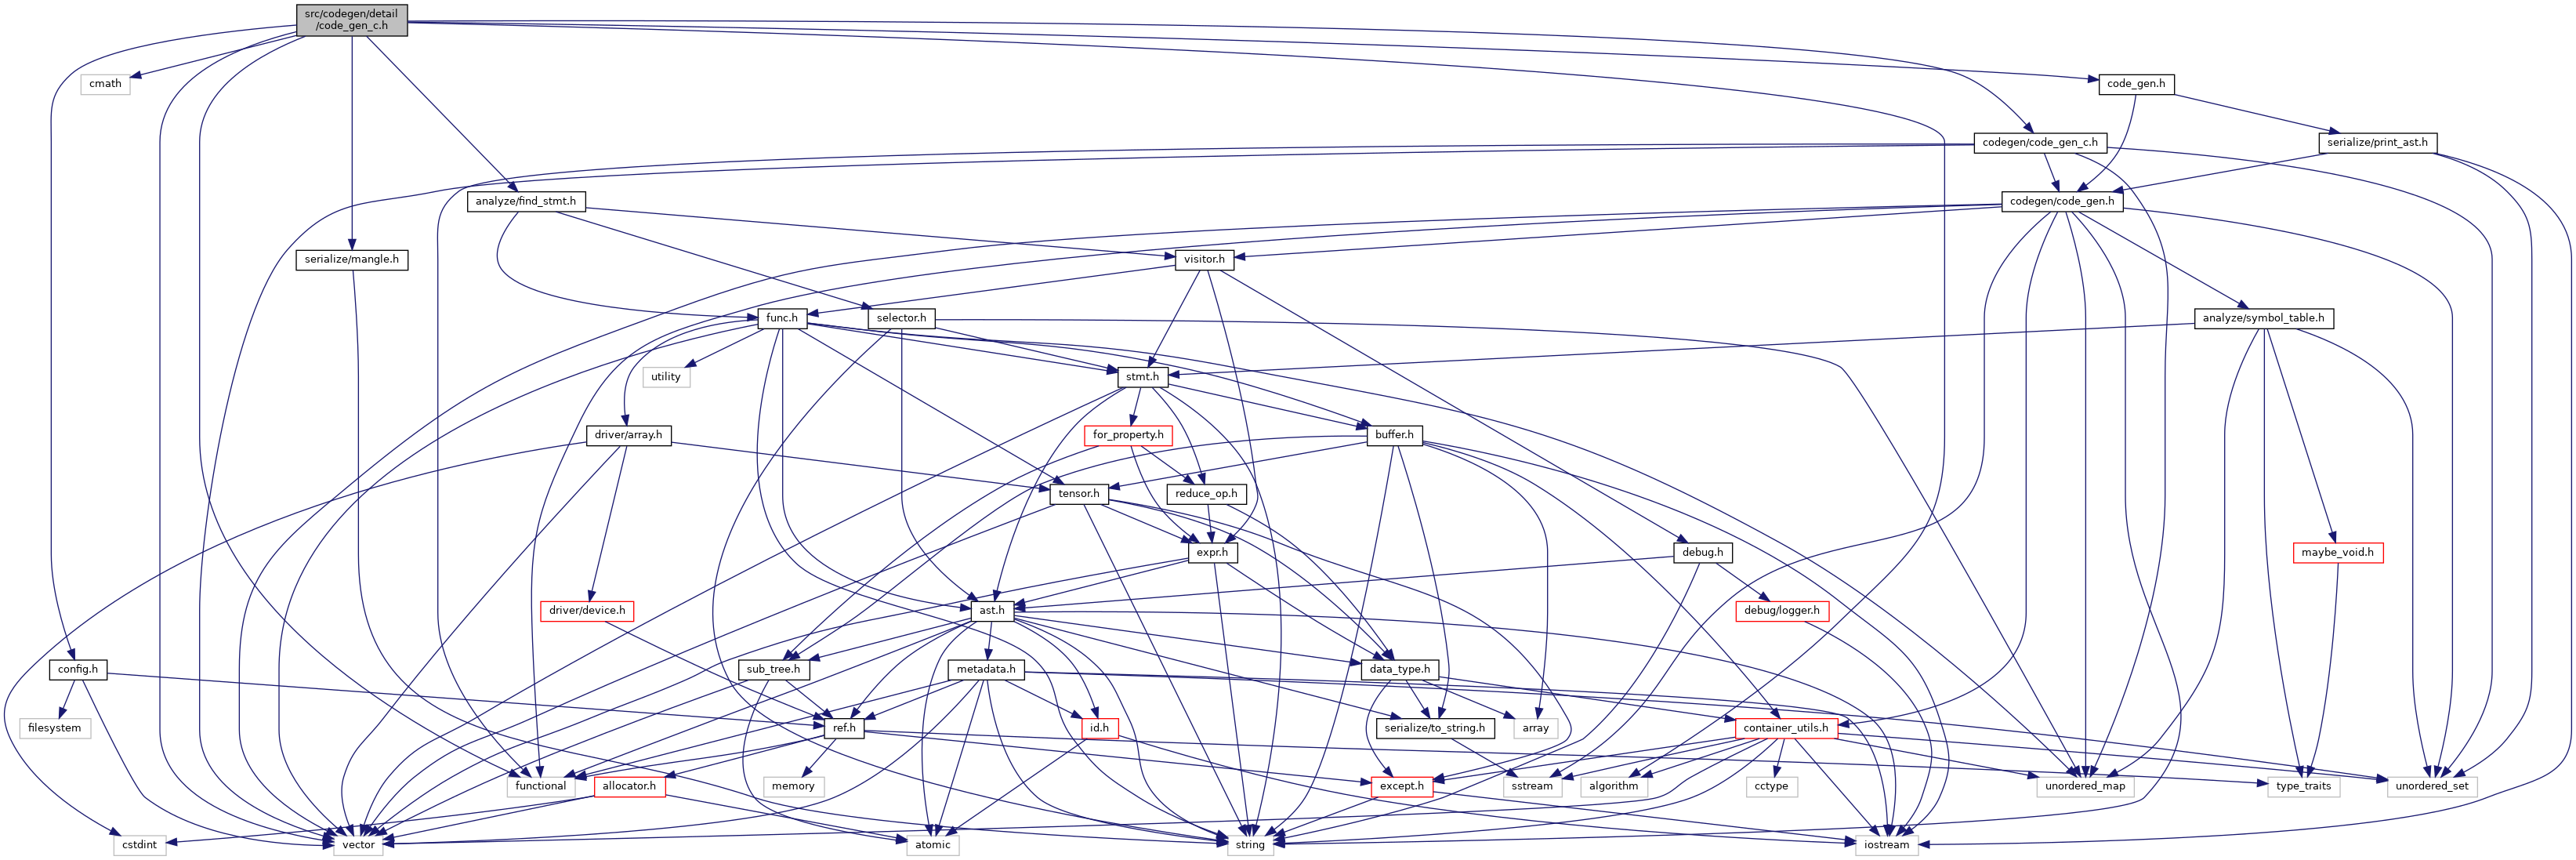 src/codegen/detail
/code_gen_c.h
cmath
code_gen.h
codegen/code_gen_c.h
serialize/print_ast.h
analyze/find_stmt.h
codegen/code_gen.h
serialize/mangle.h
visitor.h
func.h
selector.h
analyze/symbol_table.h
utility
stmt.h
driver/array.h
for_property.h
buffer.h
tensor.h
reduce_op.h
expr.h
debug.h
maybe_void.h
driver/device.h
ast.h
debug/logger.h
config.h
sub_tree.h
metadata.h
data_type.h
filesystem
ref.h
id.h
serialize/to_string.h
array
container_utils.h
functional
allocator.h
memory
except.h
sstream
algorithm
cctype
unordered_map
type_traits
unordered_set
cstdint
vector
atomic
string
iostream